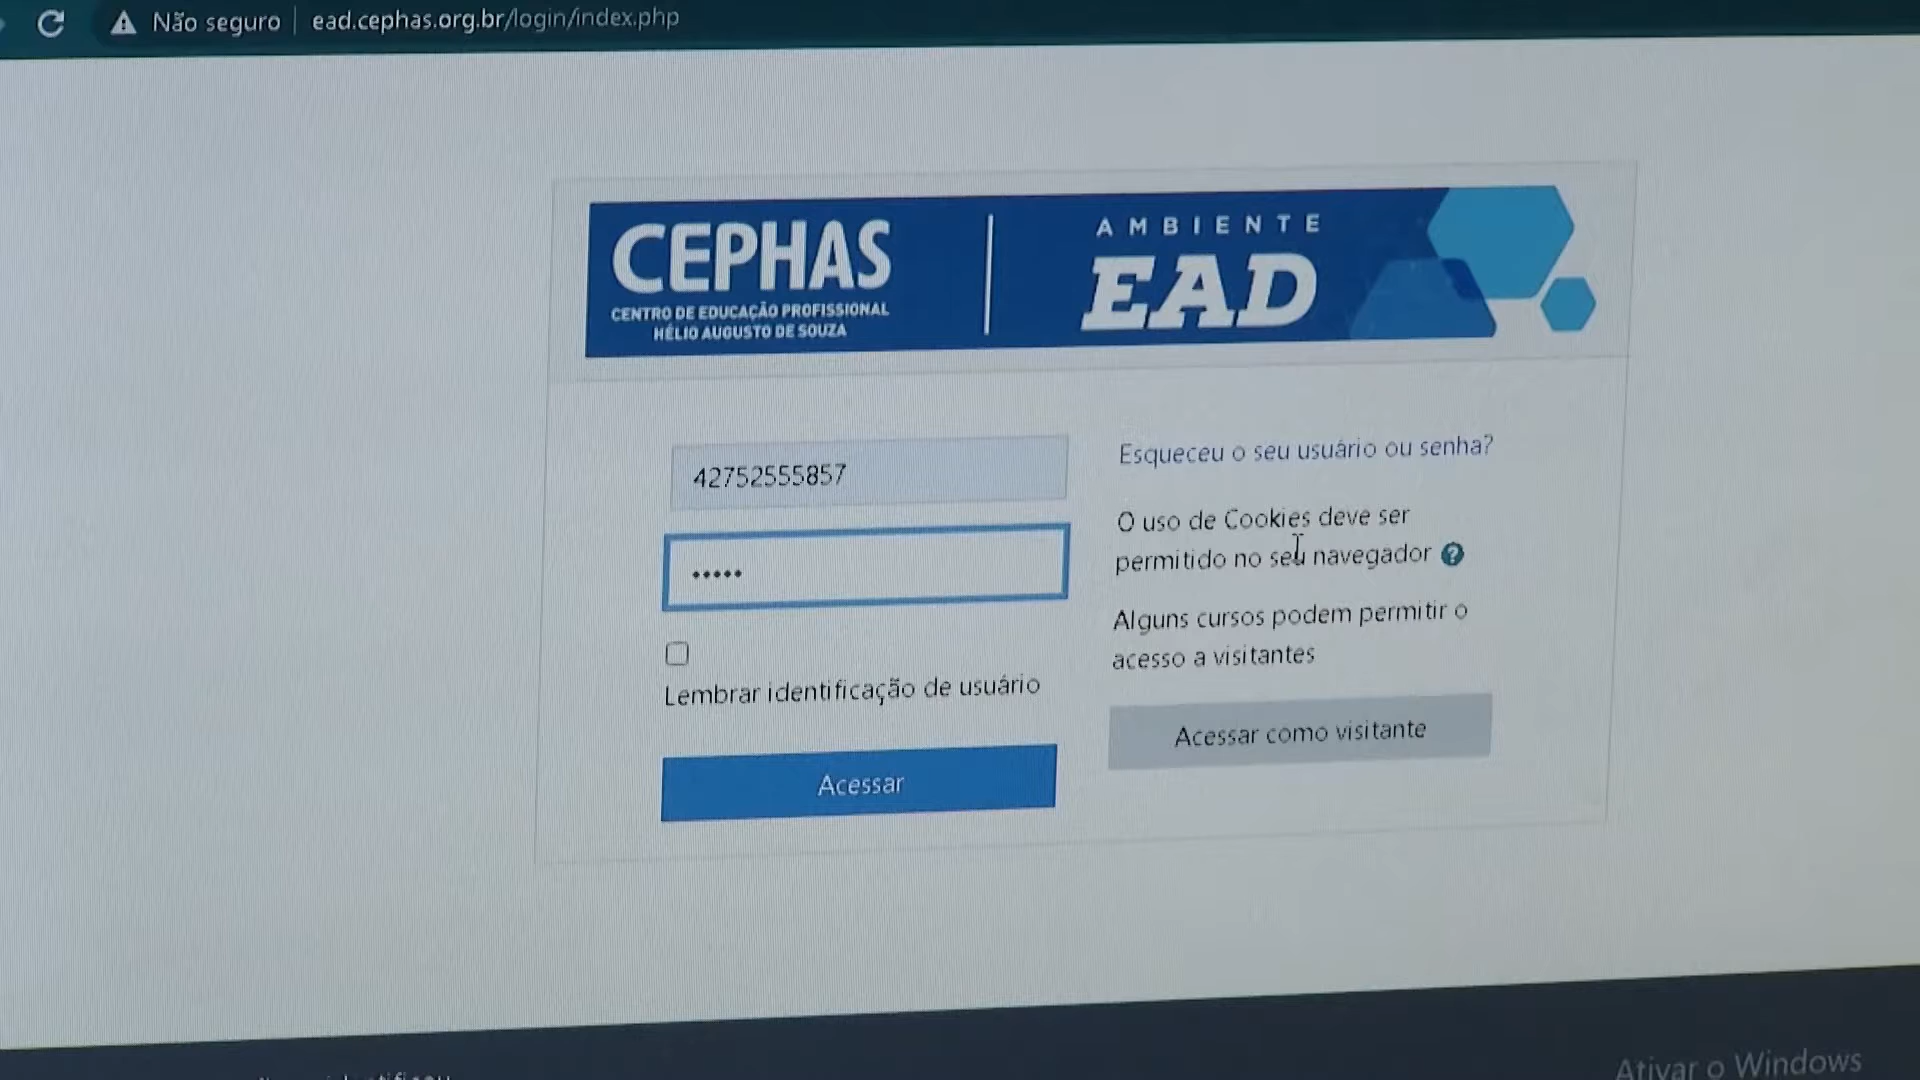 Não seguro
ead.cephas.org.br/login/index.php
CEPHAS
CENTRO DE EDUCAÇÃO PROFISSIONAL
HÉLIO AUGUSTO DE SOUZA
AMBIENTE
EAD
42752555857
•••••
Lembrar identificação de usuário
Acessar
Esqueceu o seu usuário ou senha?
O uso de Cookies deve ser
permitido no seu navegador
Alguns cursos podem permitir o
acesso a visitantes
Acessar como visitante
Ativar o Windows